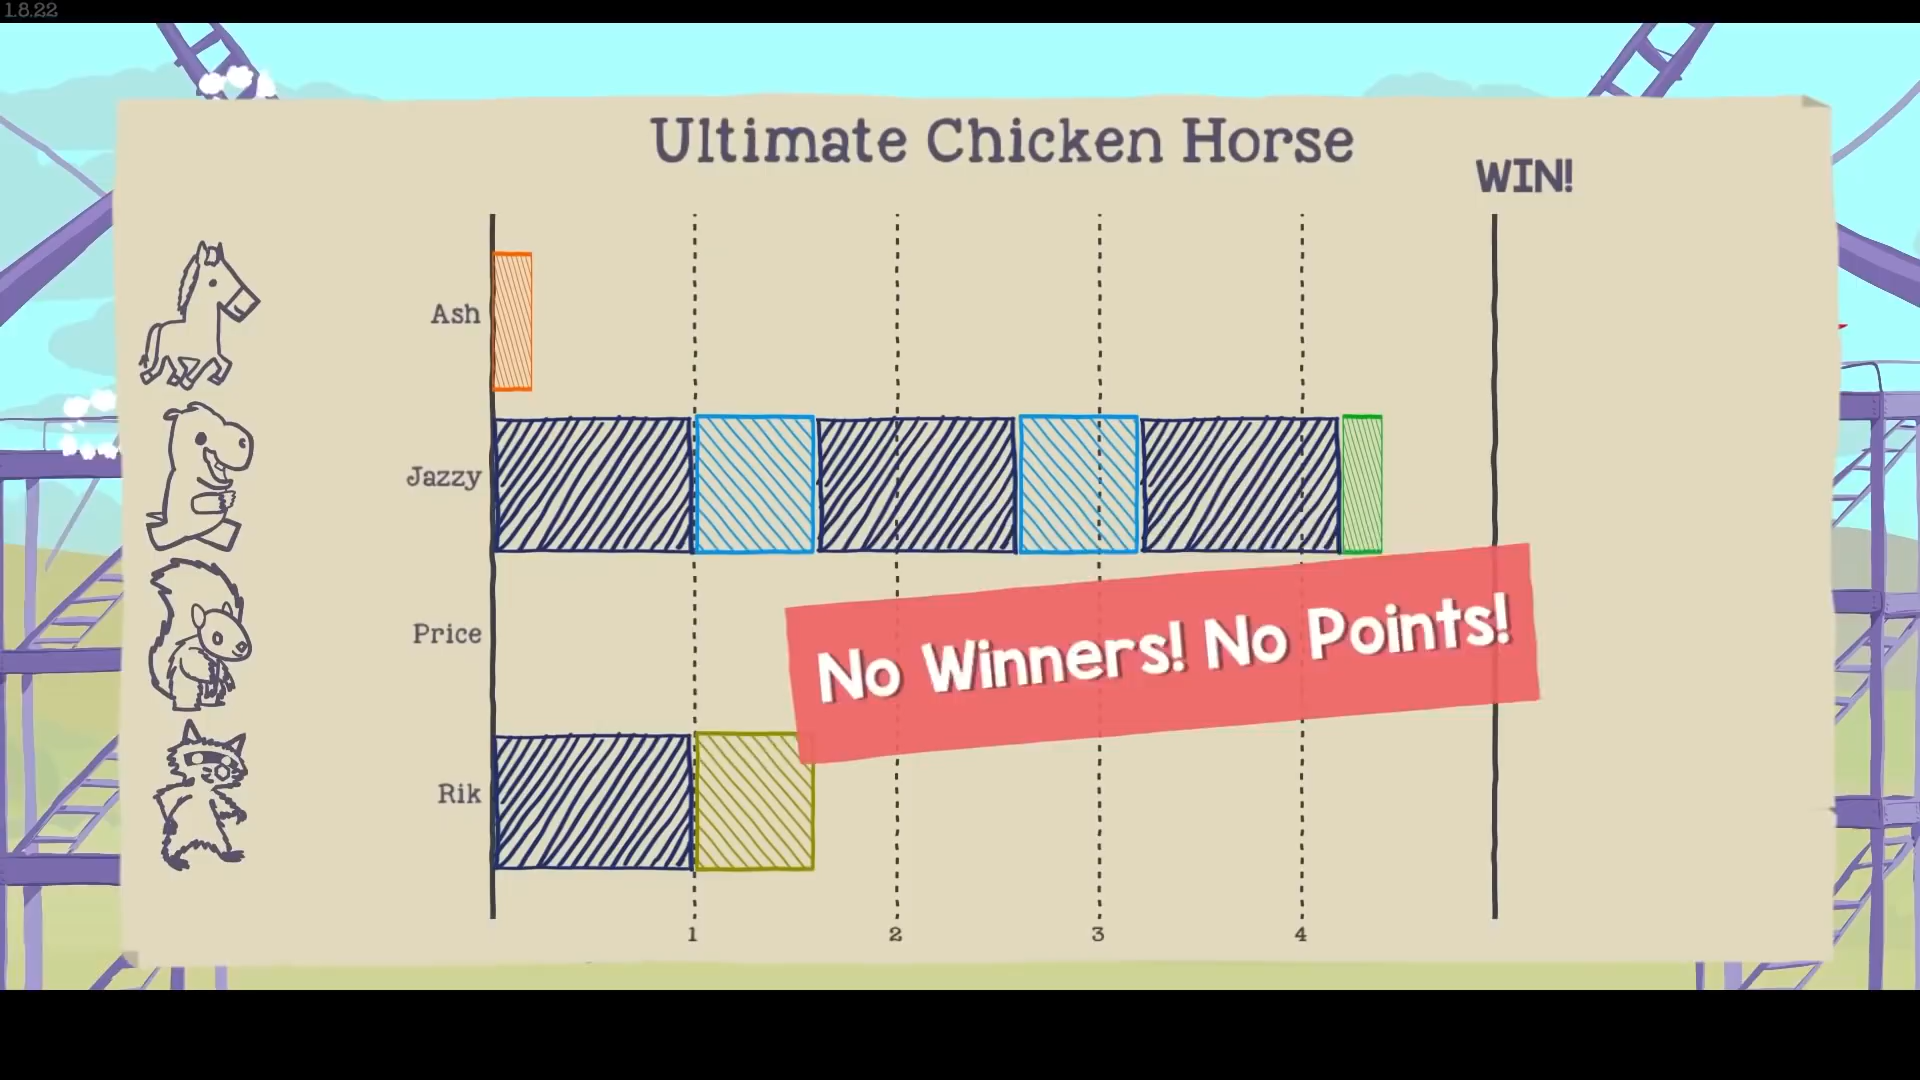 1.8.22
Ultimate Chicken Horse
WIN!
Ash
Jazzy
Price
No Winners! No Points!
Rik
1 2 3 4